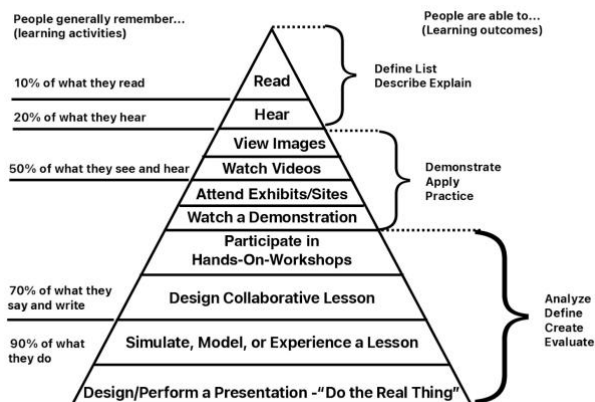 People generally remember...
(learning activities)
People are able to...
(Learning outcomes)
10% of what they read
Read
Define List
Describe Explain
20% of what they hear
Hear
View Images
50% of what they see and hear
Watch Videos
Demonstrate
Apply
Practice
Attend Exhibits/Sites
Watch a Demonstration
Participate in
Hands-On-Workshops
70% of what they
say and write
Design Collaborative Lesson
Analyze
Define
Create
Evaluate
90% of what
they do
Simulate, Model, or Experience a Lesson
Design/Perform a Presentation -“Do the Real Thing”